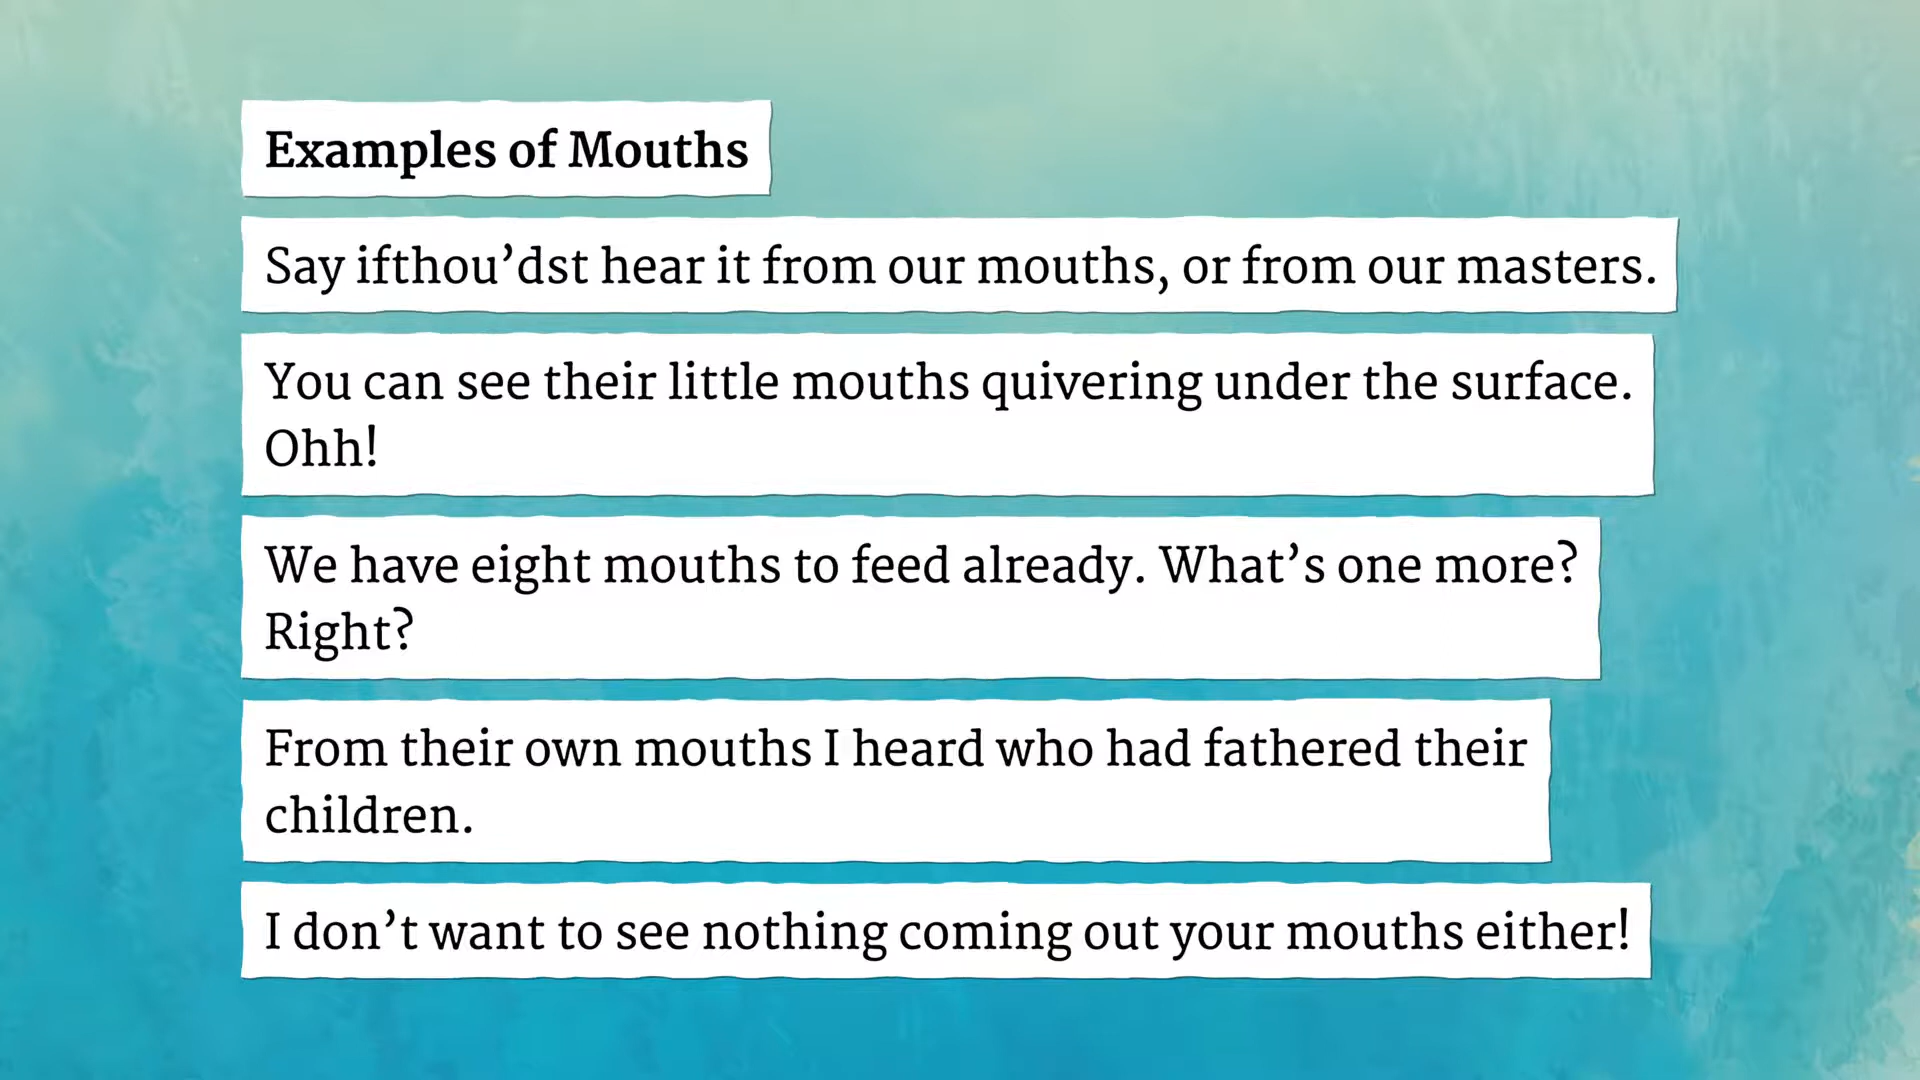 Examples of Mouths
Say ifthou’dst hear it from our mouths, or from our masters.
You can see their little mouths quivering under the surface.
Ohh!
We have eight mouths to feed already. What’s one more?
Right?
From their own mouths I heard who had fathered their
children.
I don’t want to see nothing coming out your mouths either!